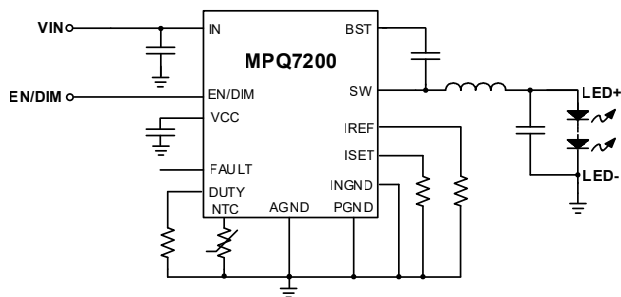 VIN
IN
BST
MPQ7200
EN/DIM
EN/DIM
SW
LED+
VCC
IREF
ISET
FAULT
INGND
LED-
DUTY
NTC
AGND
PGND